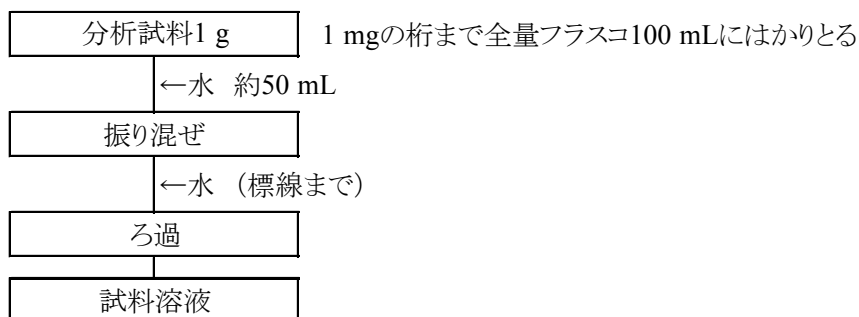 分析試料1 g　1 mgの桁まで全量フラスコ100 mLにはかりとる
←水　約50 mL
振り混ぜ
←水　（標線まで）
ろ過
試料溶液